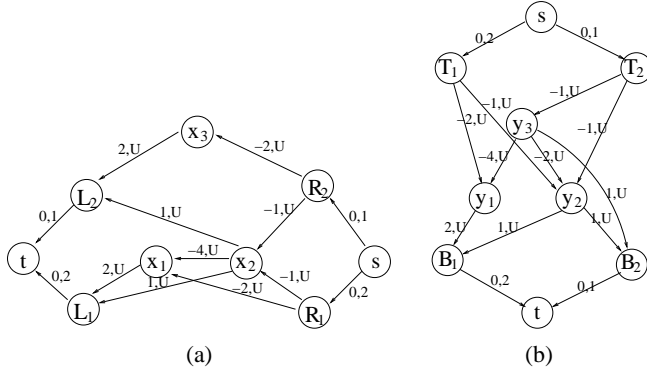 s
0,2
0,1
T1
T2
−1,U
−1,U
−2,U
−1,U
y3
−4,U
−2,U
1,U
y1
y2
2,U
1,U
1,U
B1
B2
0,2
0,1
t
(b)
x3
2,U
−2,U
L2
R2
0,1
1,U
−1,U
0,1
t
x1
−4,U
x2
s
0,2
2,U
1,U
−2,U
−1,U
0,2
L1
R1
(a)